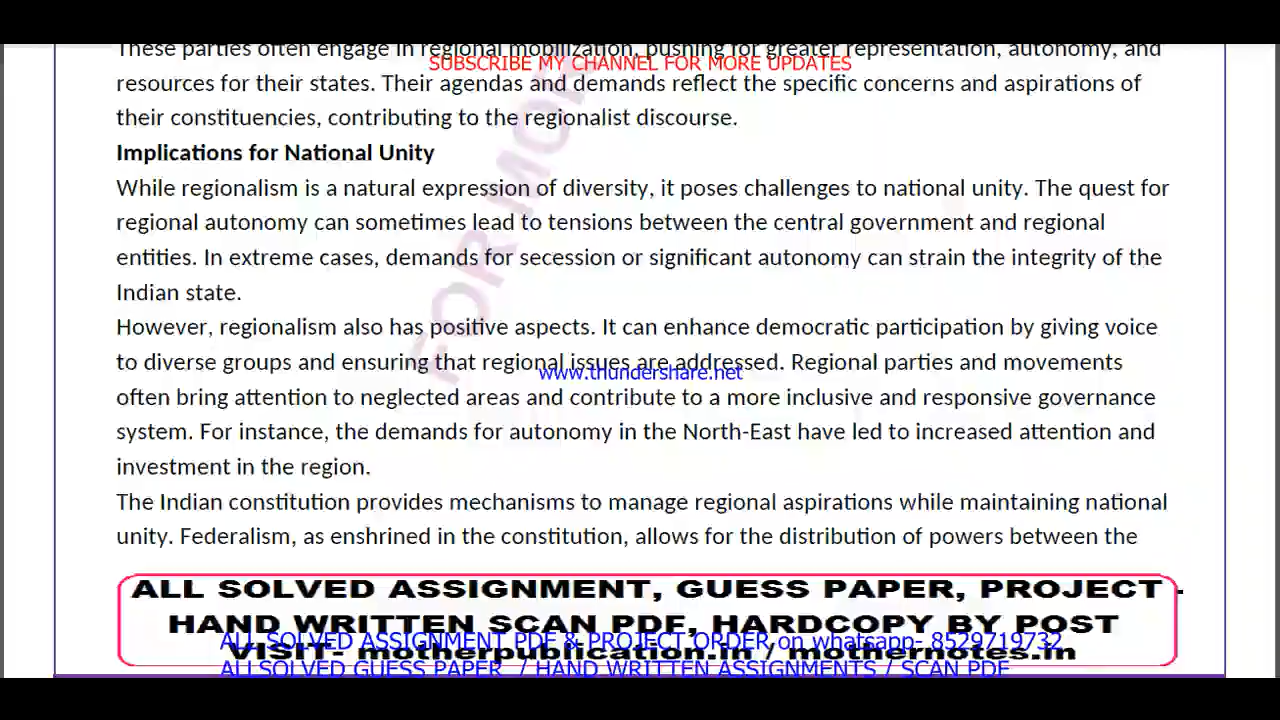 These parties often engage in regional mobilization, pushing for greater representation, autonomy, and
SUBSCRIBE MY CHANNEL FOR MORE UPDATES
resources for their states. Their agendas and demands reflect the specific concerns and aspirations of
their constituencies, contributing to the regionalist discourse.
Implications for National Unity
While regionalism is a natural expression of diversity, it poses challenges to national unity. The quest for
regional autonomy can sometimes lead to tensions between the central government and regional
entities. In extreme cases, demands for secession or significant autonomy can strain the integrity of the
Indian state.
However, regionalism also has positive aspects. It can enhance democratic participation by giving voice
to diverse groups and ensuring that regional issues are addressed. Regional parties and movements
www.thundershare.net
often bring attention to neglected areas and contribute to a more inclusive and responsive governance
system. For instance, the demands for autonomy in the North-East have led to increased attention and
investment in the region.
The Indian constitution provides mechanisms to manage regional aspirations while maintaining national
unity. Federalism, as enshrined in the constitution, allows for the distribution of powers between the
FOR MOR
ALL SOLVED ASSIGNMENT, GUESS PAPER, PROJECT -
HAND WRITTEN SCAN PDF, HARDCOPY BY POST
ALL SOLVED ASSIGNMENT PDF & PROJECT ORDER on whatsapp- 8529719732
VISIT- motherpublication.in / mothernotes.in
ALLSOLVED GUESS PAPER / HAND WRITTEN ASSIGNMENTS / SCAN PDF